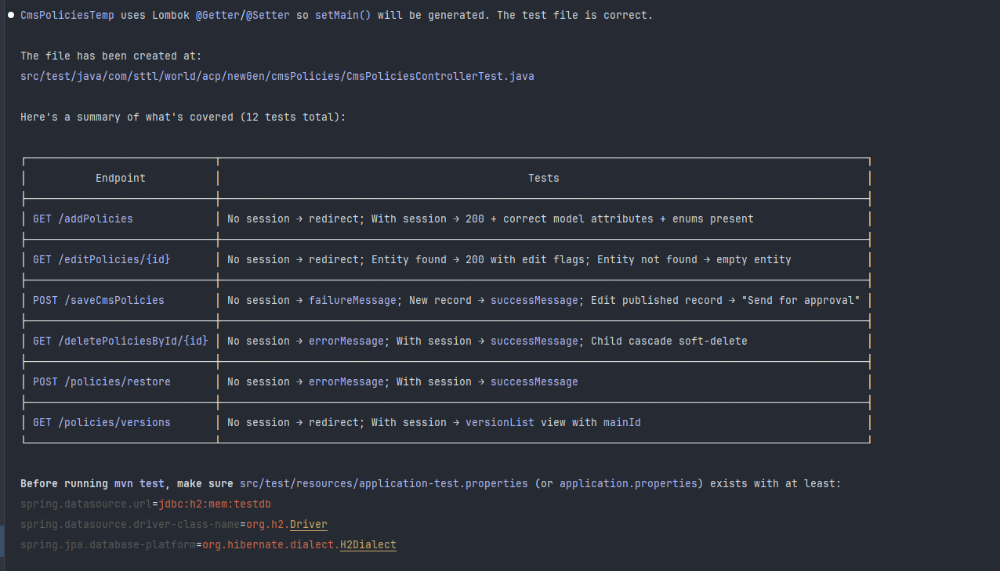 ● CmsPoliciesTemp uses Lombok @Getter/@Setter so setMain() will be generated. The test file is correct.
The file has been created at:
src/test/java/com/sttl/world/acp/newGen/cmsPolicies/CmsPoliciesControllerTest.java
Here's a summary of what's covered (12 tests total):
Endpoint Tests
GET /addPolicies No session → redirect; With session → 200 + correct model attributes + enums present
GET /editPolicies/{id} No session → redirect; Entity found → 200 with edit flags; Entity not found → empty entity
POST /saveCmsPolicies No session → failureMessage; New record → successMessage; Edit published record → "Send for approval"
GET /deletePoliciesById/{id} No session → errorMessage; With session → successMessage; Child cascade soft-delete
POST /policies/restore No session → errorMessage; With session → successMessage
GET /policies/versions No session → redirect; With session → versionList view with mainId
Before running mvn test, make sure src/test/resources/application-test.properties (or application.properties) exists with at least:
spring.datasource.url=jdbc:h2:mem:testdb
spring.datasource.driver-class-name=org.h2.Driver
spring.jpa.database-platform=org.hibernate.dialect.H2Dialect